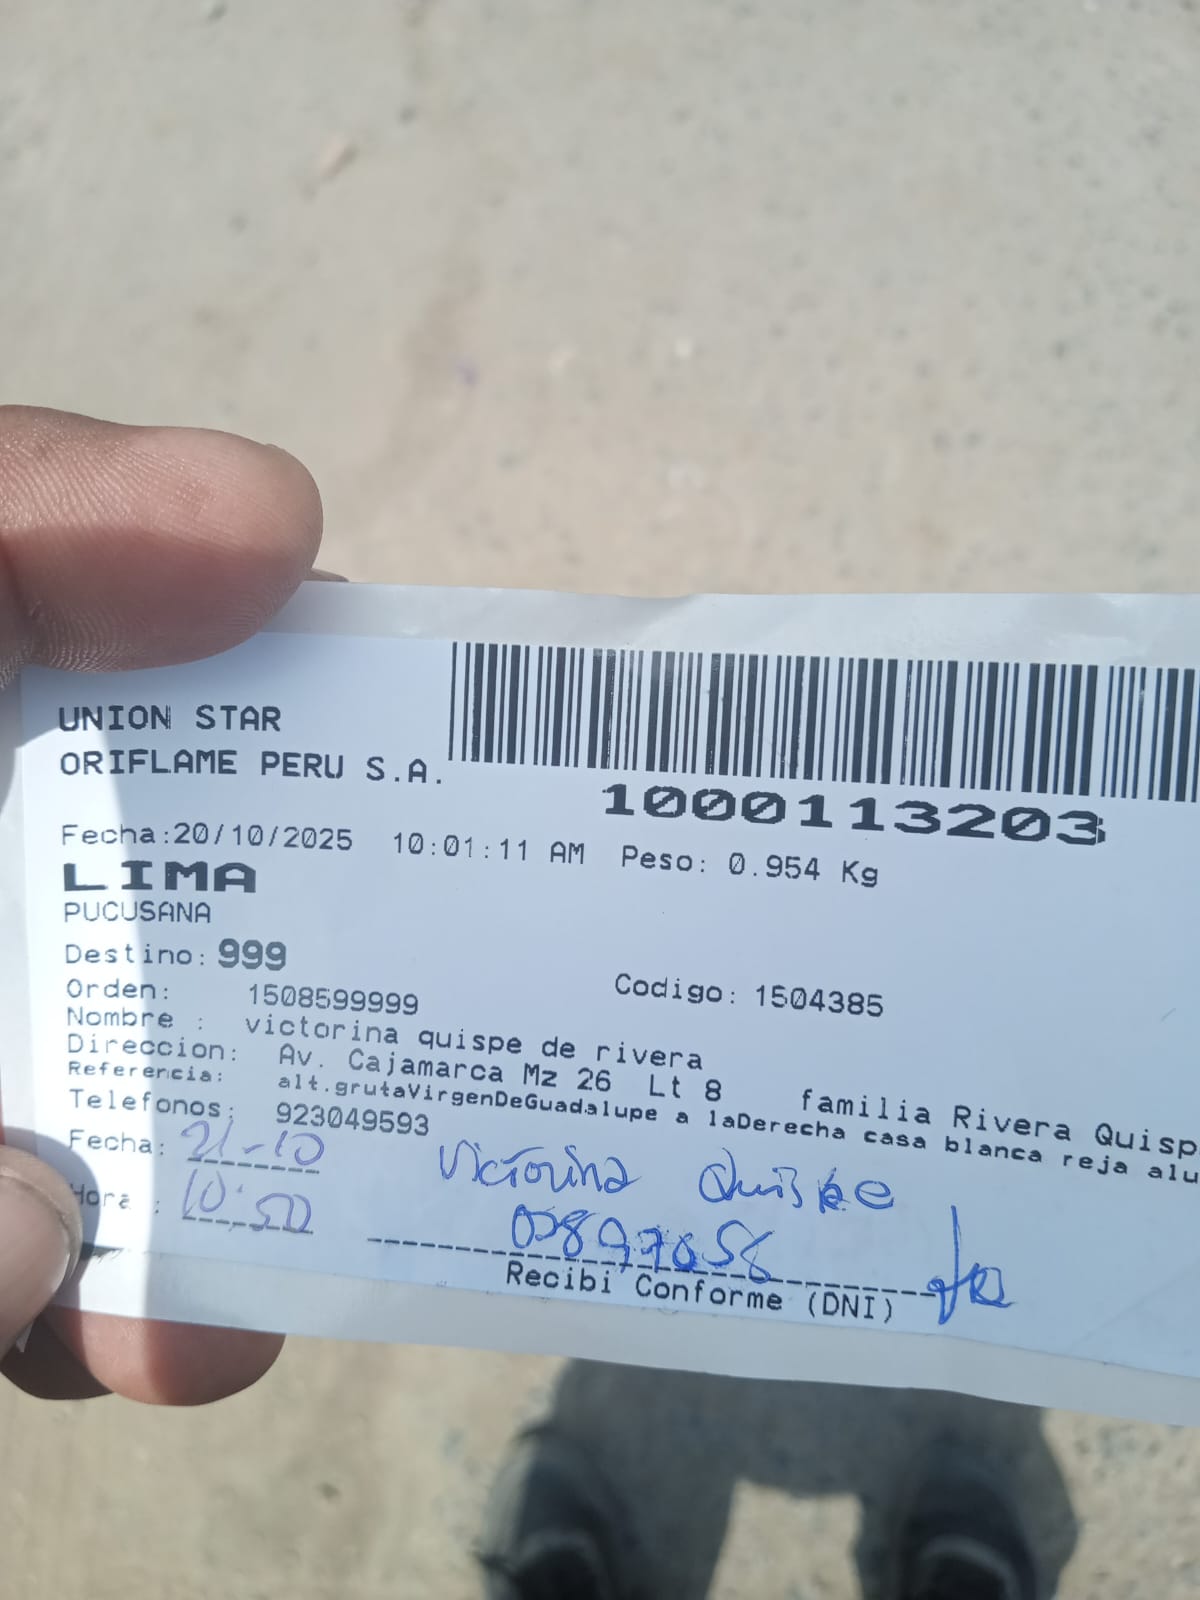 UNION STAR
ORIFLAME PERU S.A.
1000113203
Fecha:20/10/2025 10:01:11 AM Peso: 0.954 Kg
LIMA
PUCUSANA
Destino: 999
Orden: 1508599999 Codigo: 1504385
Nombre : victorina quispe de rivera
Direccion: Av. Cajamarca Mz 26 Lt 8 familia Rivera Quisp
Referencia: alt.grutaVirgenDeGuadalupe a laDerecha casa blanca reja alu
Telefonos: 923049593
Fecha: 21-10
Hora : 10:50
Victorina Quispe
Recibi Conforme (DNI)